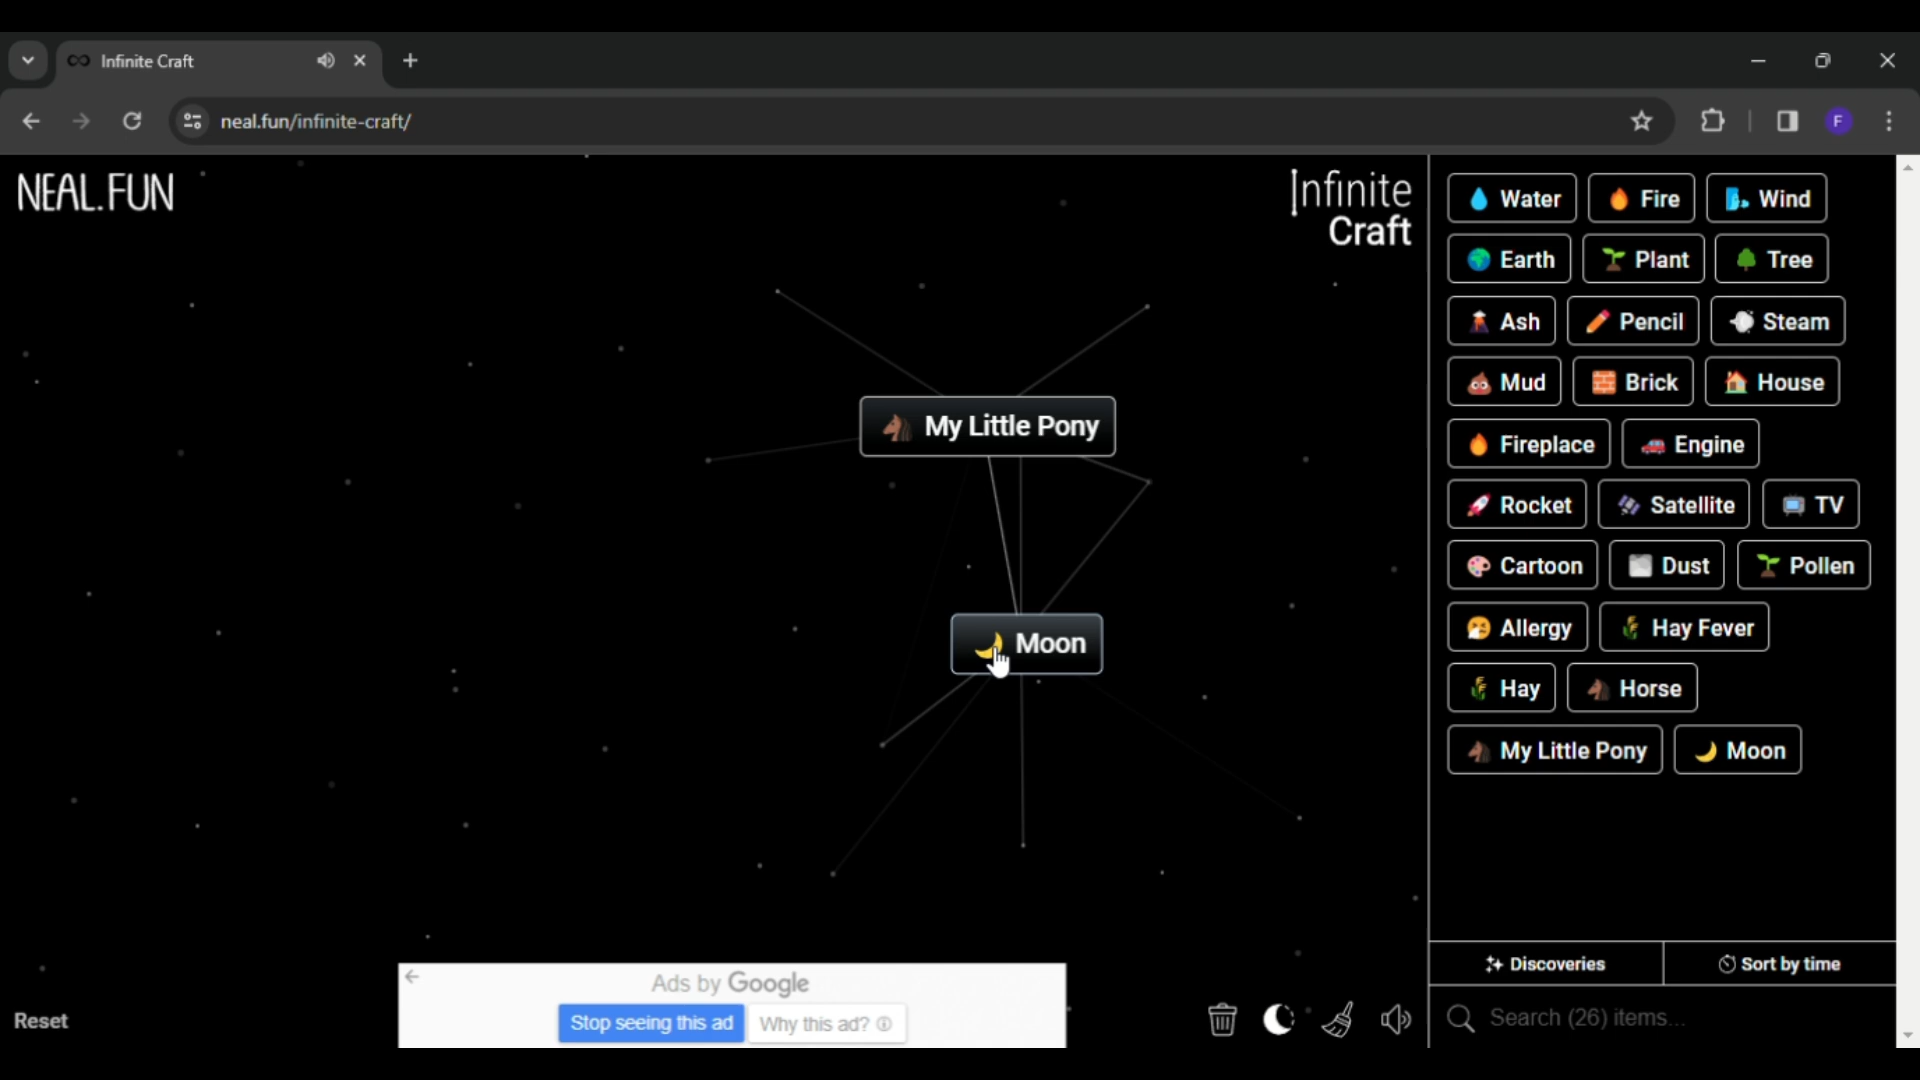 Infinite Craft
neal.fun/infinite-craft/
F
NEAL.FUN
Infinite
Craft
Water Fire Wind
Earth Plant Tree
Ash Pencil Steam
Mud Brick House
Fireplace Engine
Rocket Satellite TV
Cartoon Dust Pollen
Allergy Hay Fever
Hay Horse
My Little Pony Moon
My Little Pony
Moon
Discoveries Sort by time
Search (26) items...
Reset
Ads by Google
Stop seeing this ad Why this ad?